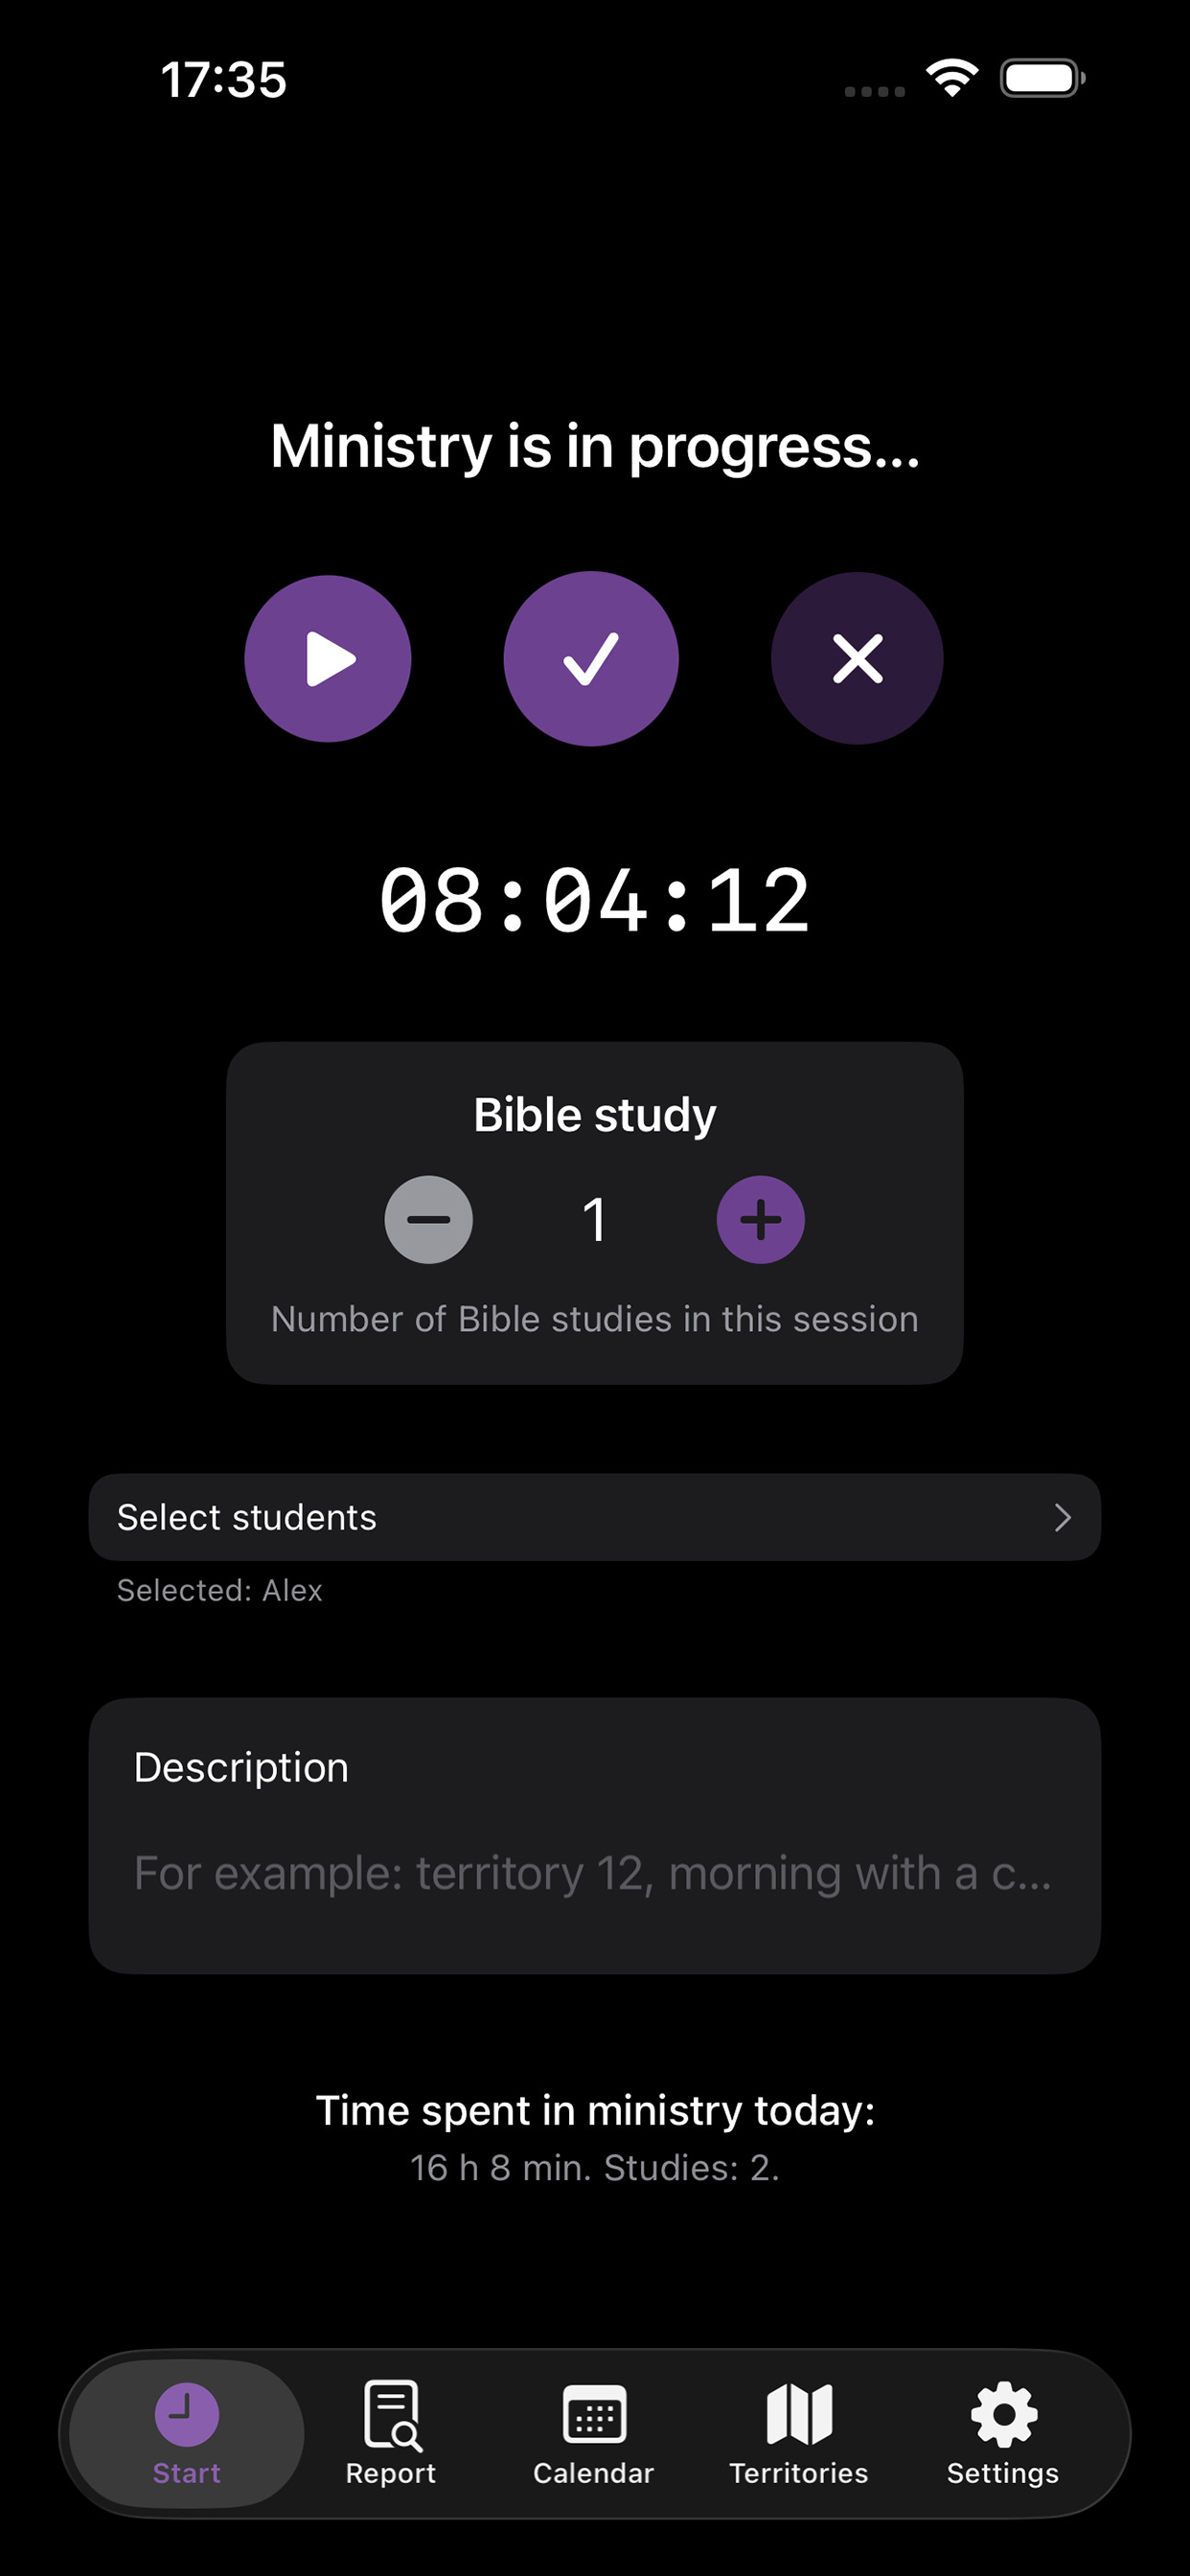 17:35
Ministry is in progress...
08:04:12
Bible study
1
Number of Bible studies in this session
Select students
Selected: Alex
Description
For example: territory 12, morning with a c...
Time spent in ministry today:
16 h 8 min. Studies: 2.
Start
Report
Calendar
Territories
Settings